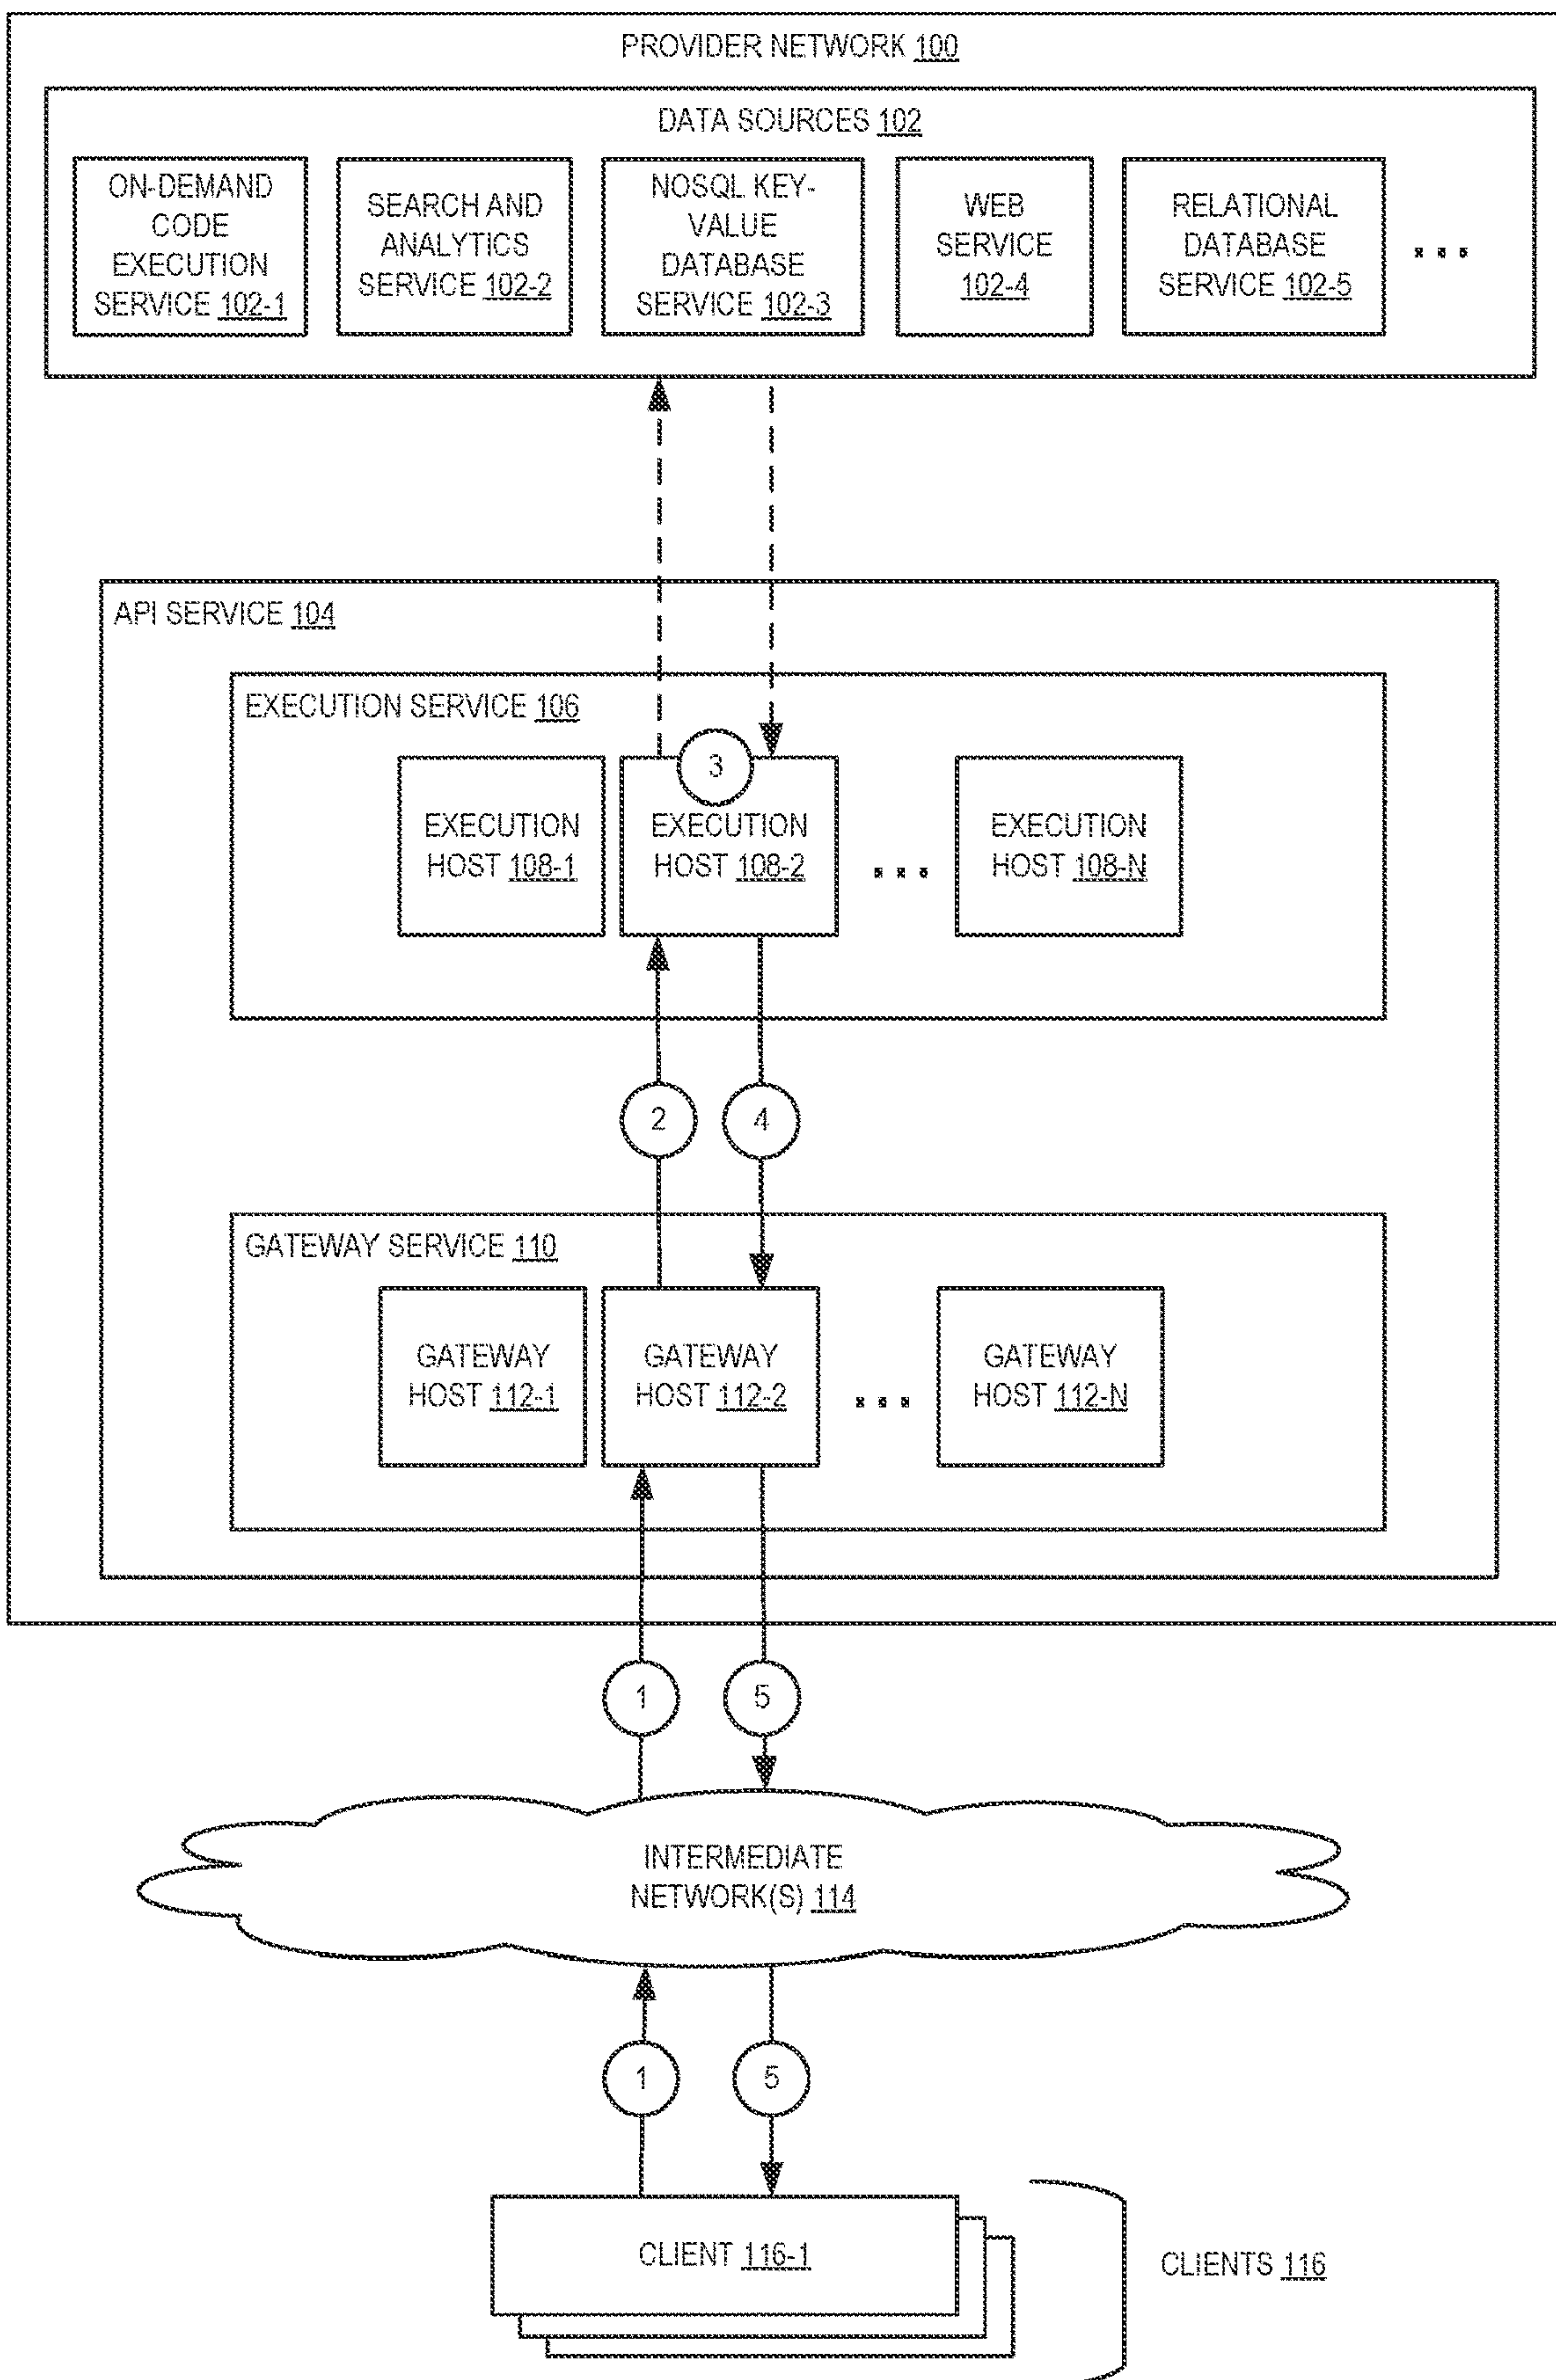 PROVIDER NETWORK 100
DATA SOURCES 102
ON-DEMAND
CODE
EXECUTION
SERVICE 102-1
SEARCH AND
ANALYTICS
SERVICE 102-2
NOSQL KEY-
VALUE
DATABASE
SERVICE 102-3
WEB
SERVICE
102-4
RELATIONAL
DATABASE
SERVICE 102-5
...
API SERVICE 104
EXECUTION SERVICE 106
3
EXECUTION
HOST 108-1
EXECUTION
HOST 108-2
...
EXECUTION
HOST 108-N
2
4
GATEWAY SERVICE 110
GATEWAY
HOST 112-1
GATEWAY
HOST 112-2
...
GATEWAY
HOST 112-N
1
5
INTERMEDIATE
NETWORK(S) 114
1
5
CLIENT 116-1
CLIENTS 116